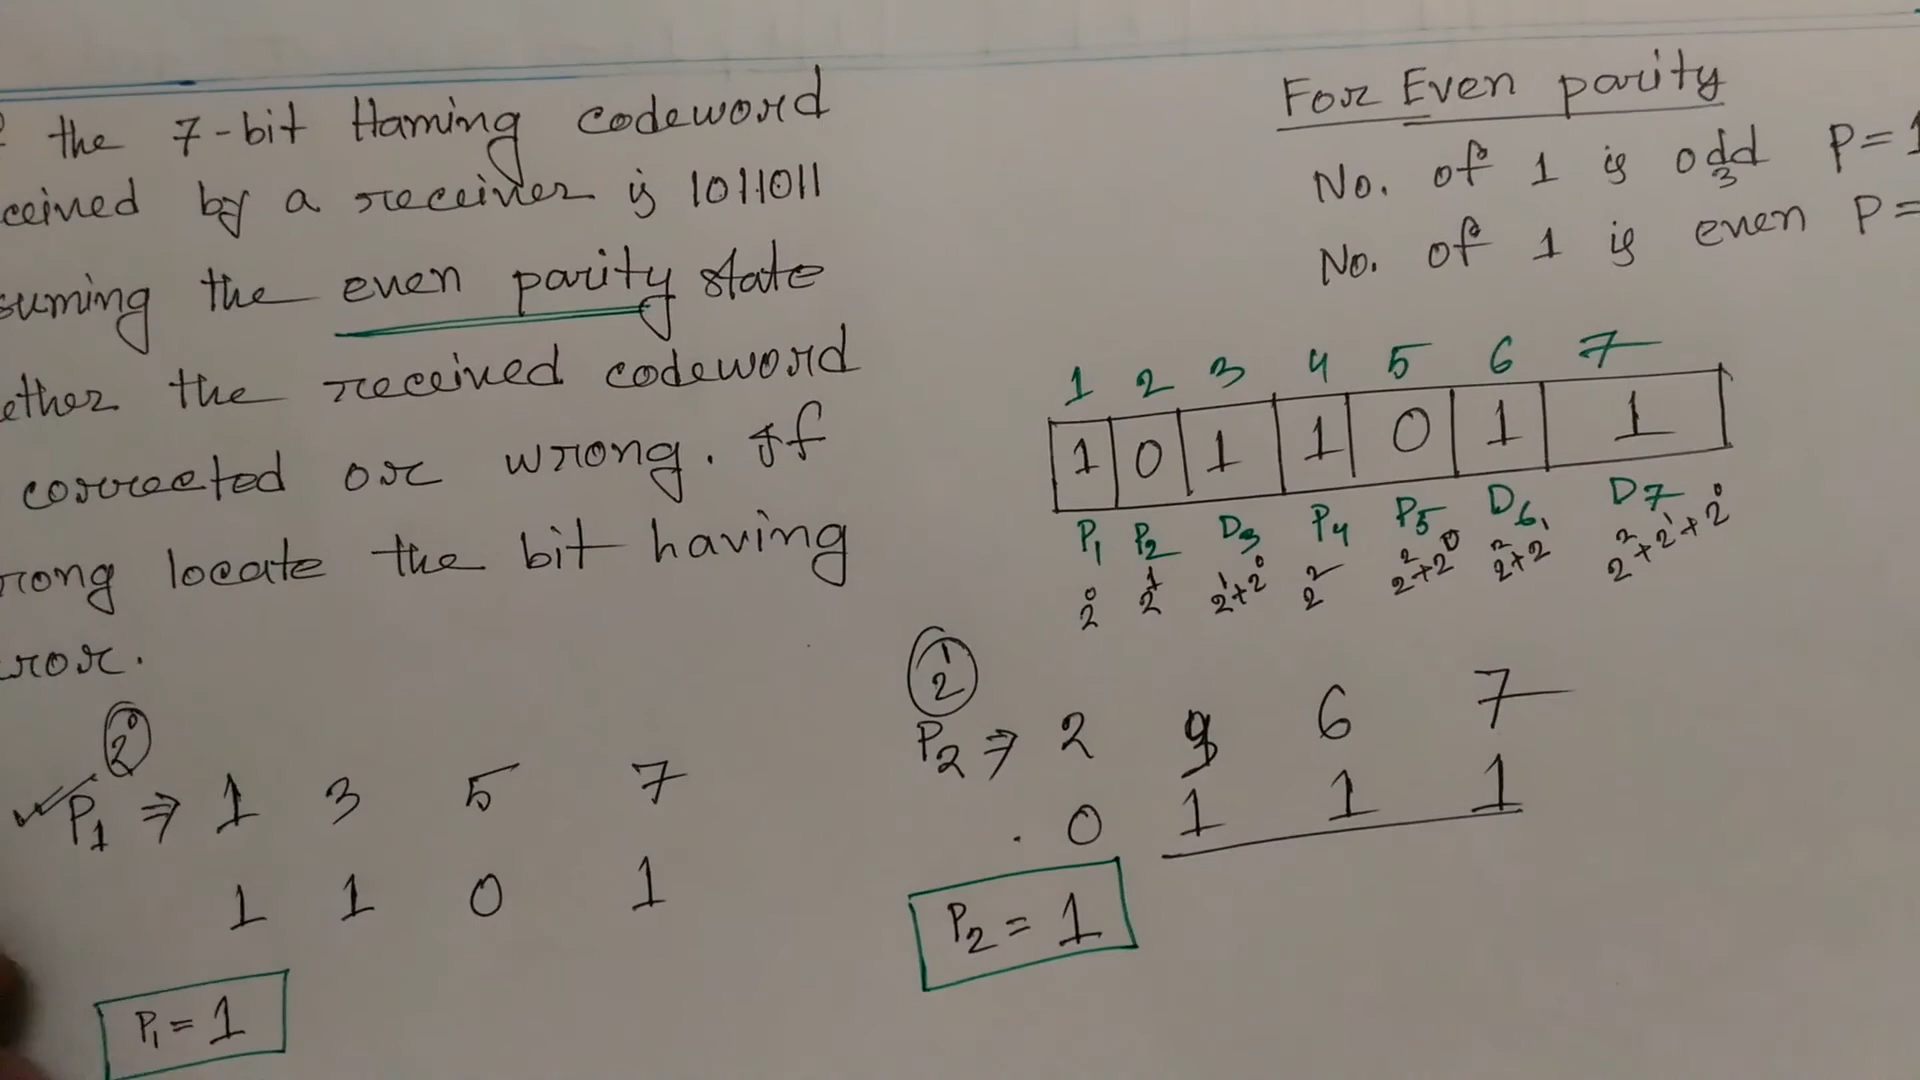 the 7-bit Haming codeword
ceived by a receiver is 1011011
suming the even parity state
ether the received codeword
corrected or wrong. If
rong locate the bit having
ror.
For Even parity
No. of 1 is odd P=1
3
No. of 1 is even P=
1 2 3 4 5 6 7
1 0 1 1 0 1 1
P₁ P₂ D₃ P₄ P₅ D₆ D₇
2⁰ 2¹ 2¹+2⁰ 2² 2²+2⁰ 2²+2¹ 2²+2¹+2⁰
2⁰
P₁ ⇒ 1 3 5 7
1 1 0 1
P₁ = 1
2¹
P₂ ⇒ 2 3 6 7
0 1 1 1
P₂ = 1